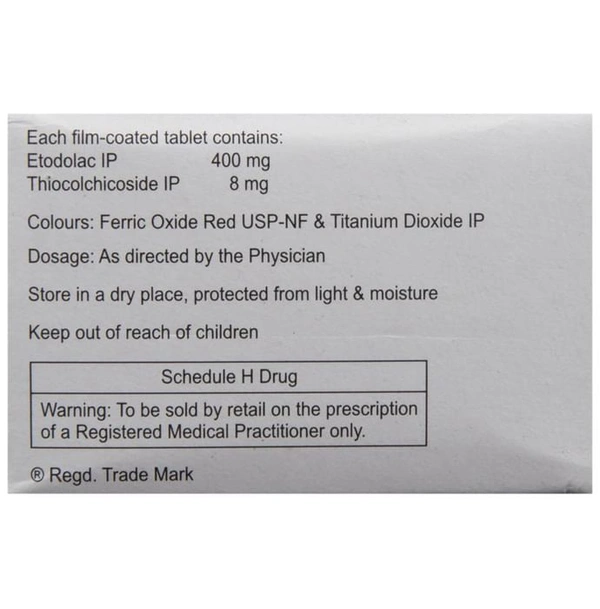 Each film-coated tablet contains:
Etodolac IP 400 mg
Thiocolchicoside IP 8 mg
Colours: Ferric Oxide Red USP-NF & Titanium Dioxide IP
Dosage: As directed by the Physician
Store in a dry place, protected from light & moisture
Keep out of reach of children
Schedule H Drug
Warning: To be sold by retail on the prescription
of a Registered Medical Practitioner only.
® Regd. Trade Mark